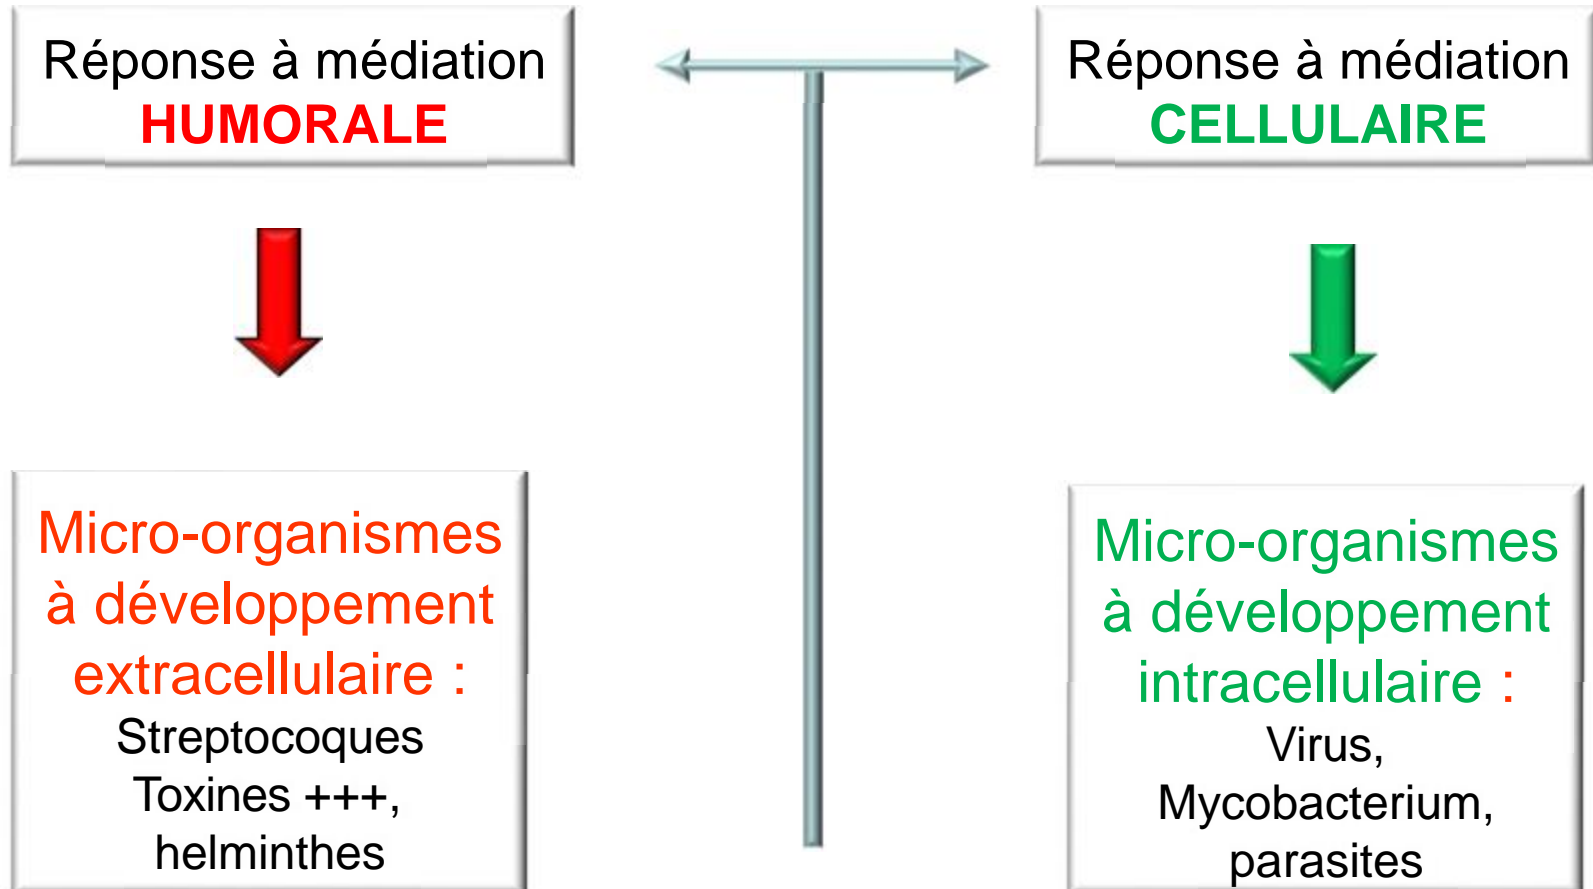 Réponse à médiation
HUMORALE
Réponse à médiation
CELLULAIRE
Micro-organismes
à développement
extracellulaire :
Streptocoques
Toxines +++,
helminthes
Micro-organismes
à développement
intracellulaire :
Virus,
Mycobacterium,
parasites